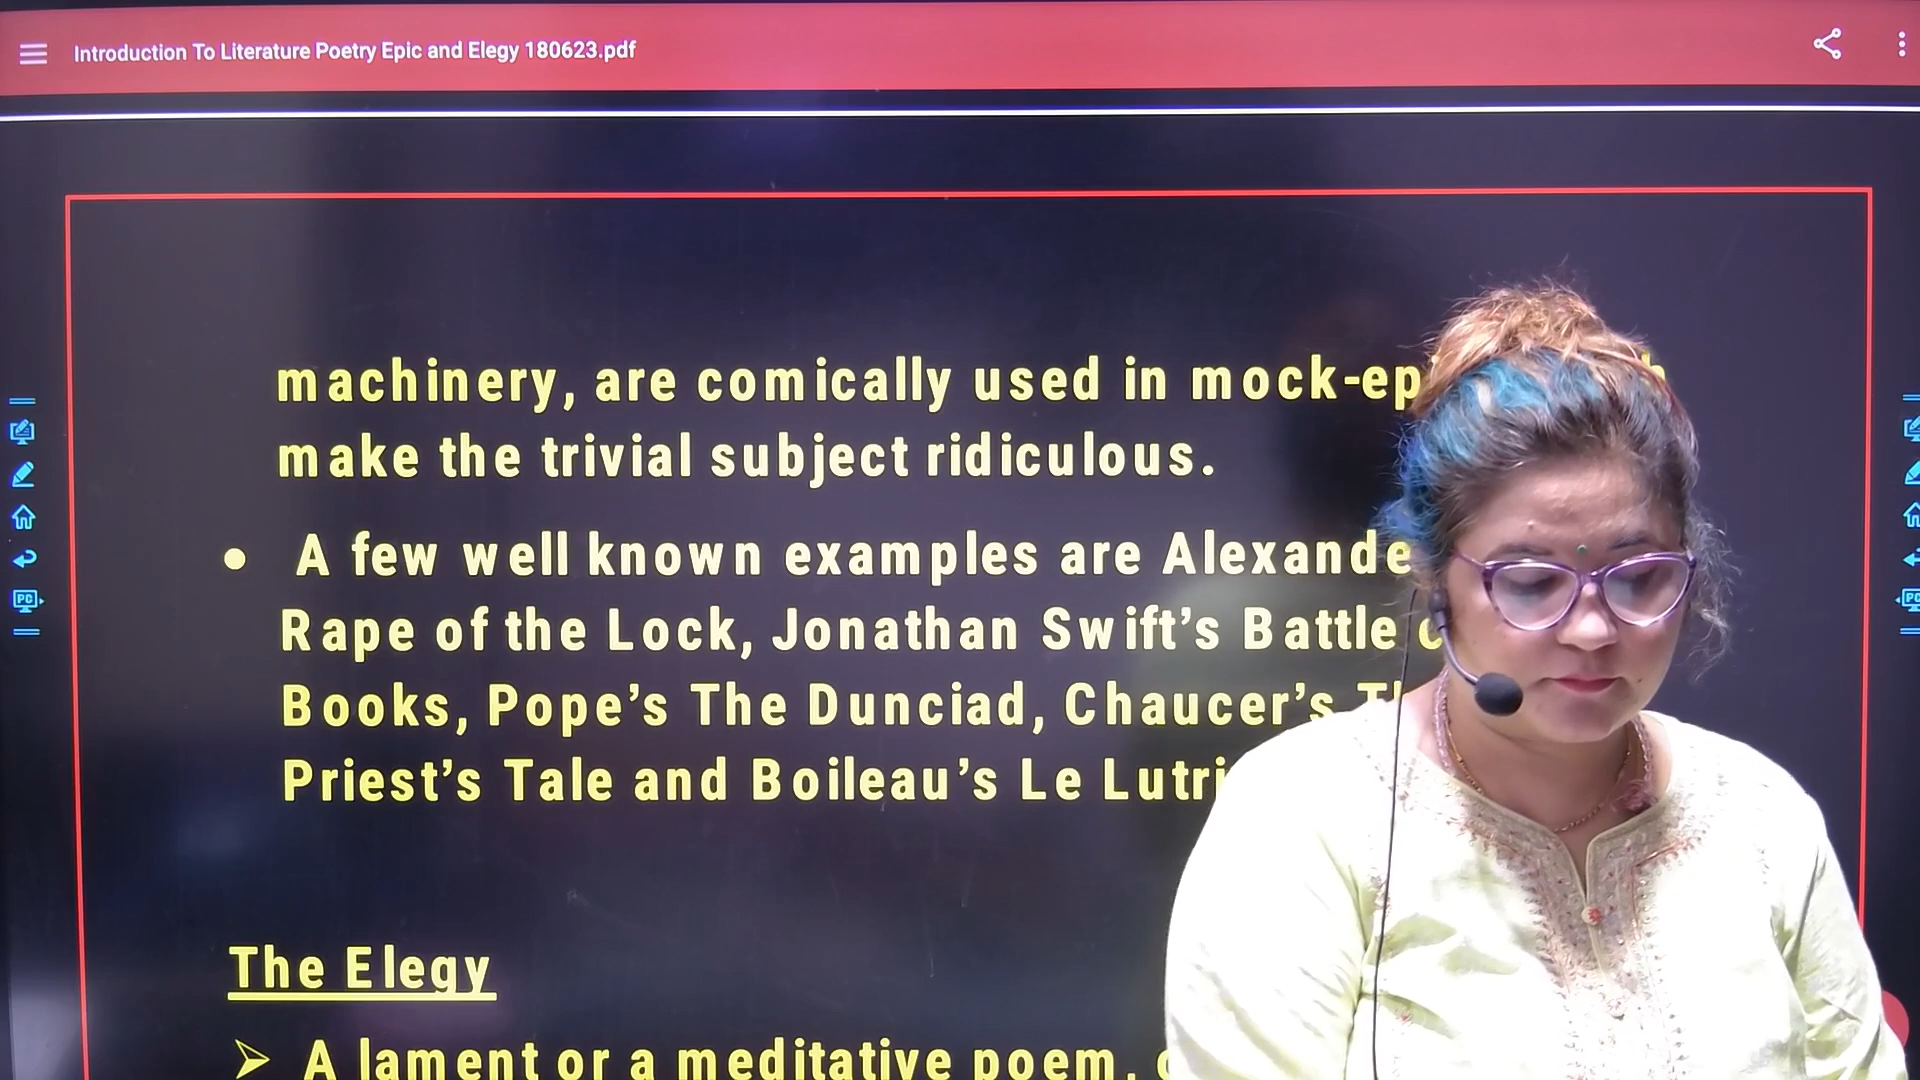 Introduction To Literature Poetry Epic and Elegy 180623.pdf
machinery, are comically used in mock-ep
make the trivial subject ridiculous.
• A few well known examples are Alexande
Rape of the Lock, Jonathan Swift’s Battle
Books, Pope’s The Dunciad, Chaucer’s
Priest’s Tale and Boileau’s Le Lutri
The Elegy
➢ A lament or a meditative poem,
PC
PC